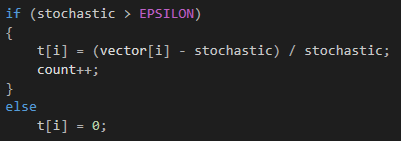 if (stochastic > EPSILON)
{
    t[i] = (vector[i] - stochastic) / stochastic;
    count++;
}
else
    t[i] = 0;